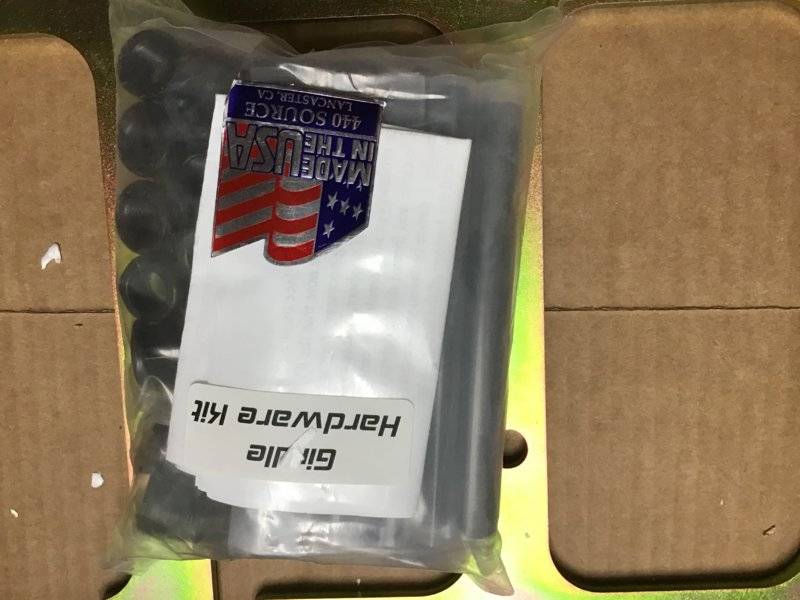 MADE
IN THE
USA
440 SOURCE
LANCASTER, CA
Girdle
Hardware Kit